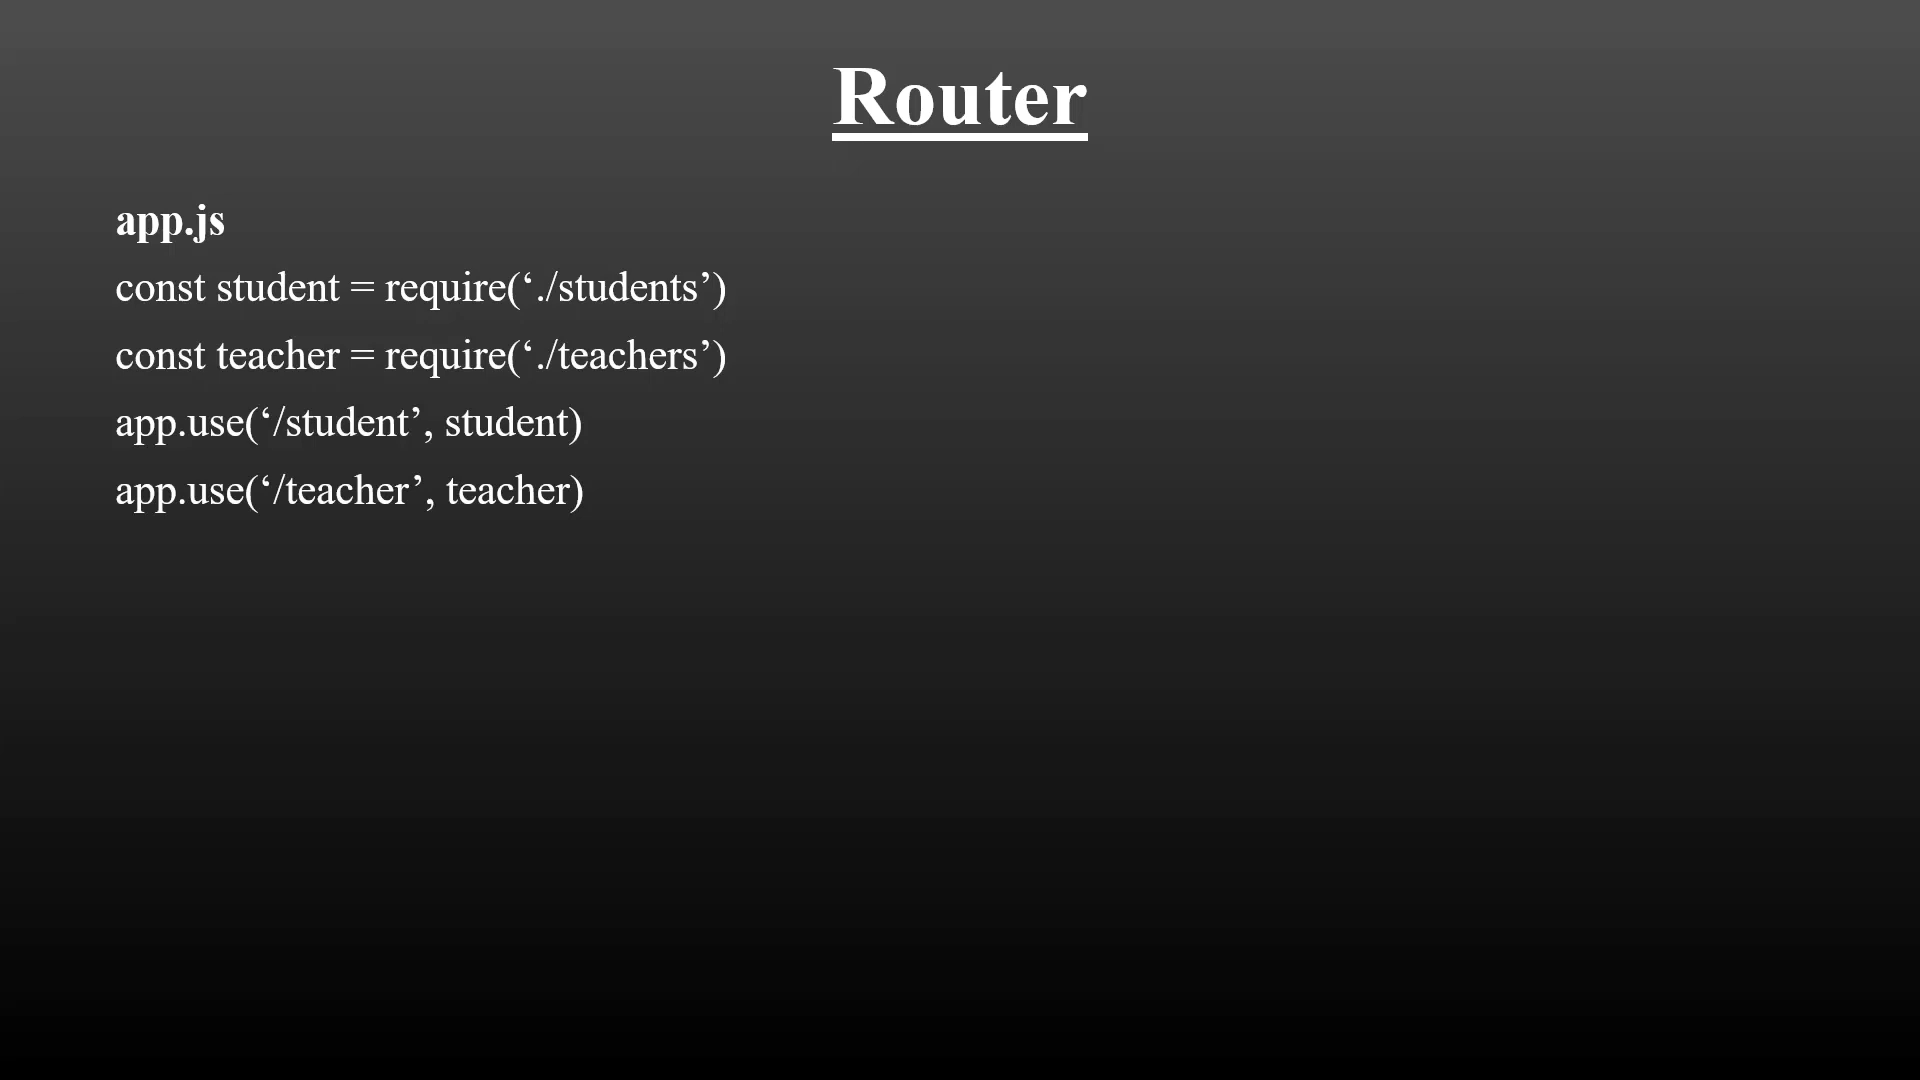 Router
app.js
const student = require(‘./students’)
const teacher = require(‘./teachers’)
app.use(‘/student’, student)
app.use(‘/teacher’, teacher)